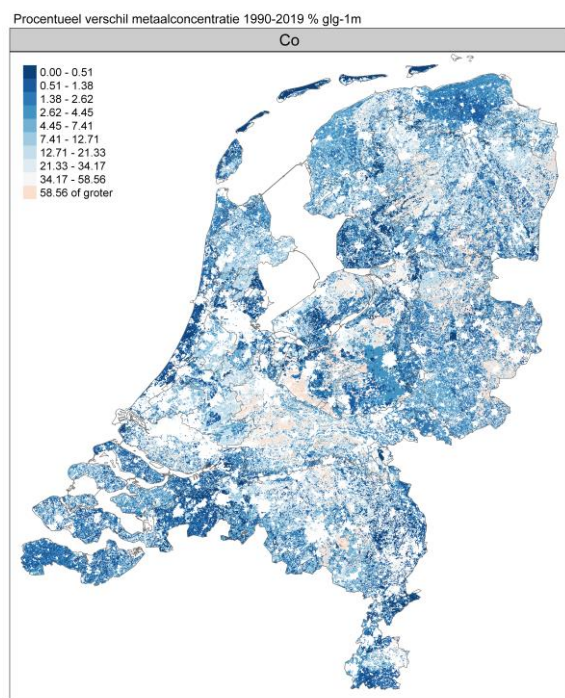 Procentueel verschil metaalconcentratie 1990-2019 % glg-1m
Co
0.00 - 0.51
0.51 - 1.38
1.38 - 2.62
2.62 - 4.45
4.45 - 7.41
7.41 - 12.71
12.71 - 21.33
21.33 - 34.17
34.17 - 58.56
58.56 of groter